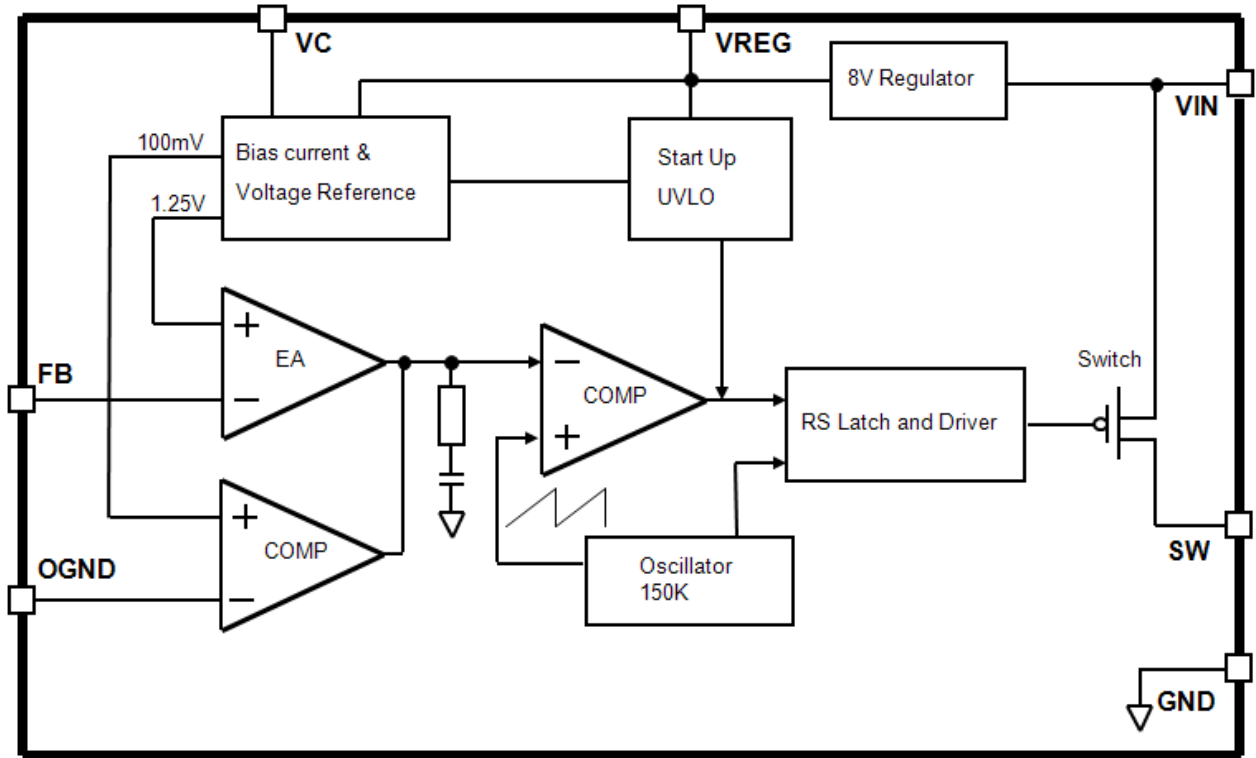 VC
VREG
8V Regulator
VIN
100mV
Bias current &
Voltage Reference
Start Up
UVLO
1.25V
+
EA
−
FB
−
COMP
+
Switch
RS Latch and Driver
+
COMP
−
OGND
Oscillator
150K
SW
GND